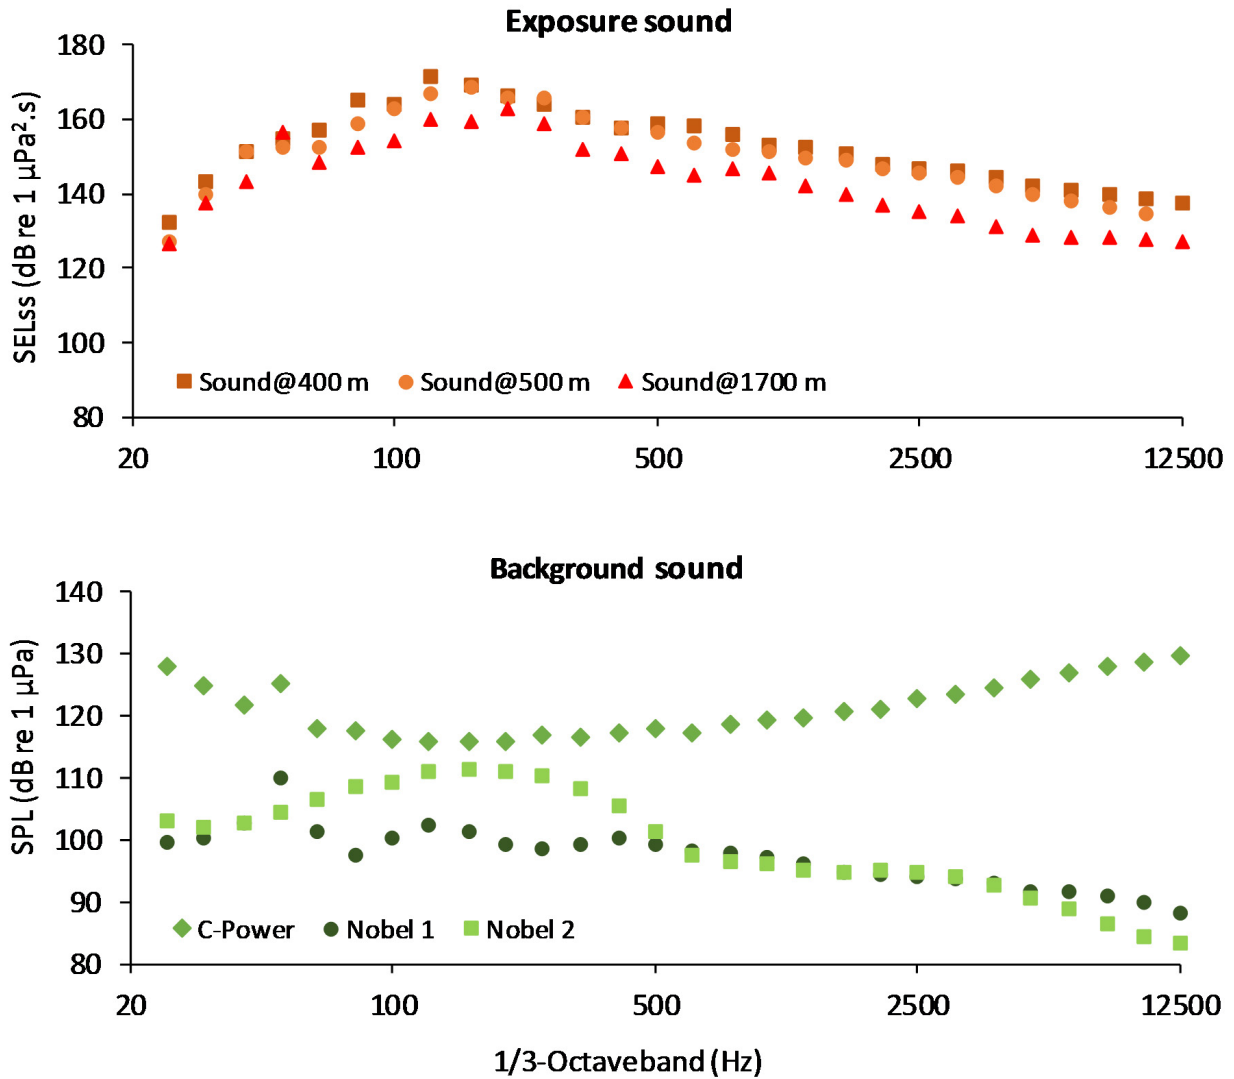 Exposure sound
SELss (dB re 1 µPa².s)
180
160
140
120
100
80
Sound@400 m Sound@500 m Sound@1700 m
20 100 500 2500 12500
Background sound
SPL (dB re 1 µPa)
140
130
120
110
100
90
80
C-Power Nobel 1 Nobel 2
20 100 500 2500 12500
1/3-Octaveband (Hz)